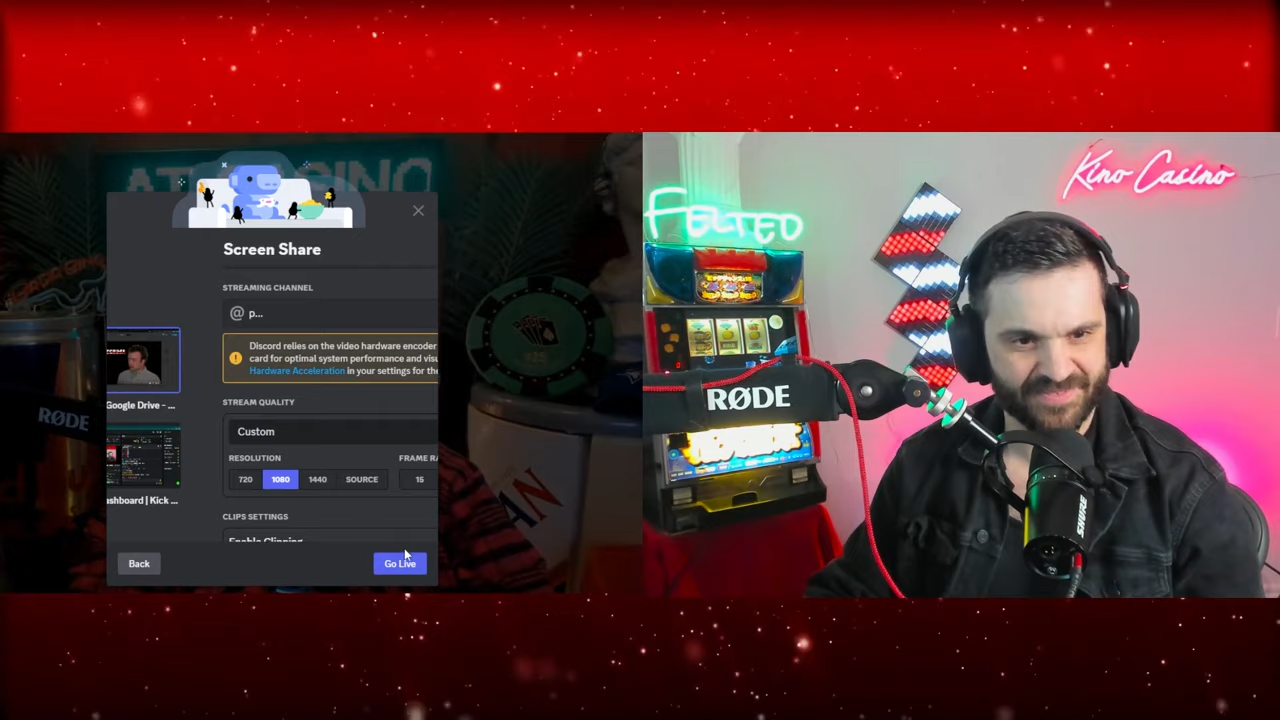 Screen Share
STREAMING CHANNEL
@ p...
Discord relies on the video hardware encoder
card for optimal system performance and visu
Hardware Acceleration in your settings for the
Google Drive - ...
STREAM QUALITY
Custom
RESOLUTION
FRAME RA
720
1080
1440
SOURCE
15
ashboard | Kick ...
CLIPS SETTINGS
Enable Clipping
Back
Go Live
RØDE
Kino Casino
FELTED
RØDE
SHURE